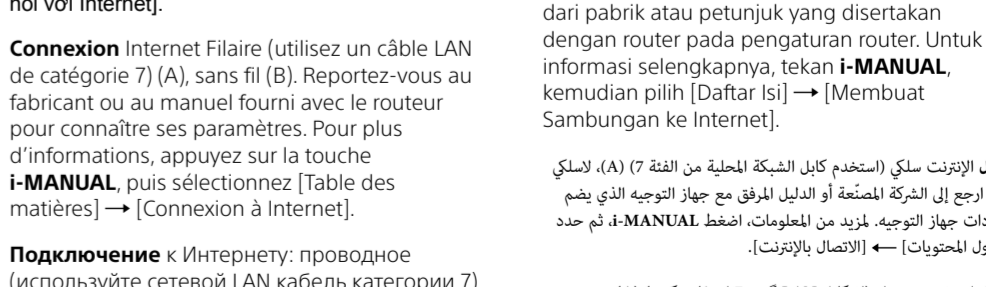 với Internet].
Connexion Internet Filaire (utilisez un câble LAN
de catégorie 7) (A), sans fil (B). Reportez-vous au
fabricant ou au manuel fourni avec le routeur
pour connaître ses paramètres. Pour plus
d’informations, appuyez sur la touche
i-MANUAL, puis sélectionnez [Table des
matières] → [Connexion à Internet].
Подключение к Интернету: проводное
(используйте сетевой LAN кабель категории 7)
dari pabrik atau petunjuk yang disertakan
dengan router pada pengaturan router. Untuk
informasi selengkapnya, tekan i-MANUAL,
kemudian pilih [Daftar Isi] → [Membuat
Sambungan ke Internet].
الإنترنت سلكي (استخدم كابل الشبكة المحلية من الفئة 7) (A)، لاسلكي
ارجع إلى الشركة المصنّعة أو الدليل المرفق مع جهاز التوجيه الذي يضم
جهاز التوجيه. لمزيد من المعلومات، اضغط i-MANUAL، ثم حدد
المحتويات] ← [الاتصال بالإنترنت].